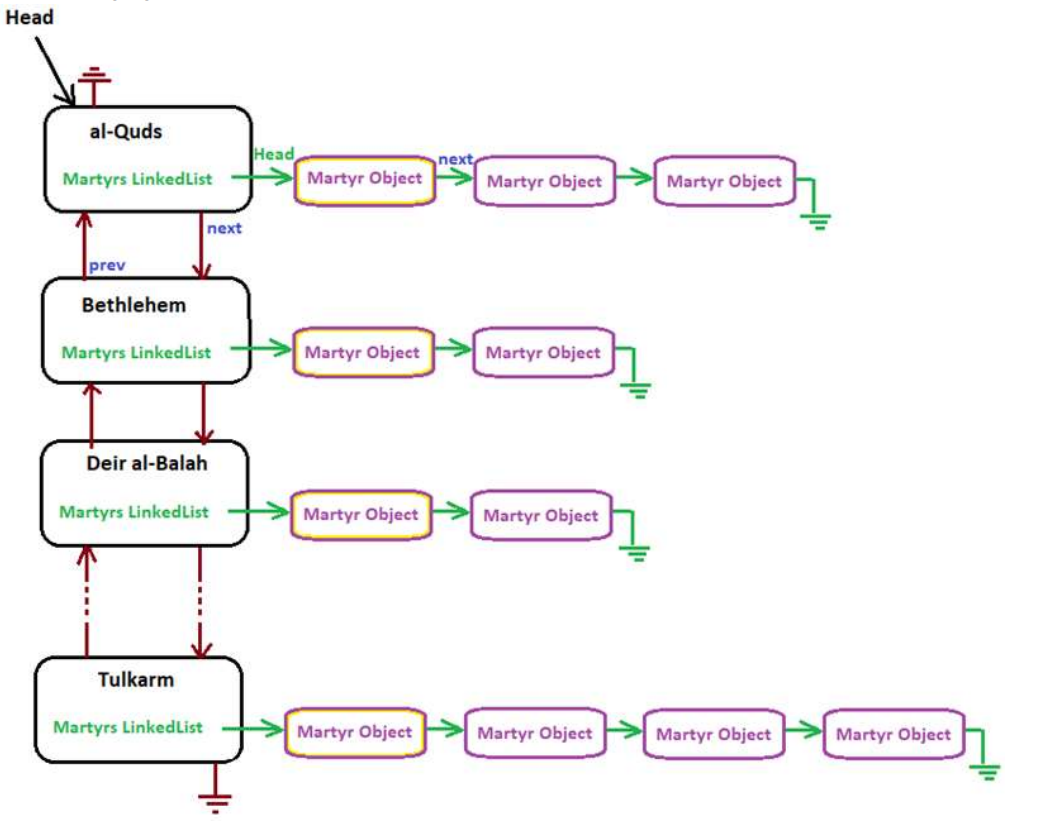 Head
al-Quds
Martyrs LinkedList
Head
Martyr Object
next
Martyr Object
Martyr Object
next
prev
Bethlehem
Martyrs LinkedList
Martyr Object
Martyr Object
Deir al-Balah
Martyrs LinkedList
Martyr Object
Martyr Object
Tulkarm
Martyrs LinkedList
Martyr Object
Martyr Object
Martyr Object
Martyr Object